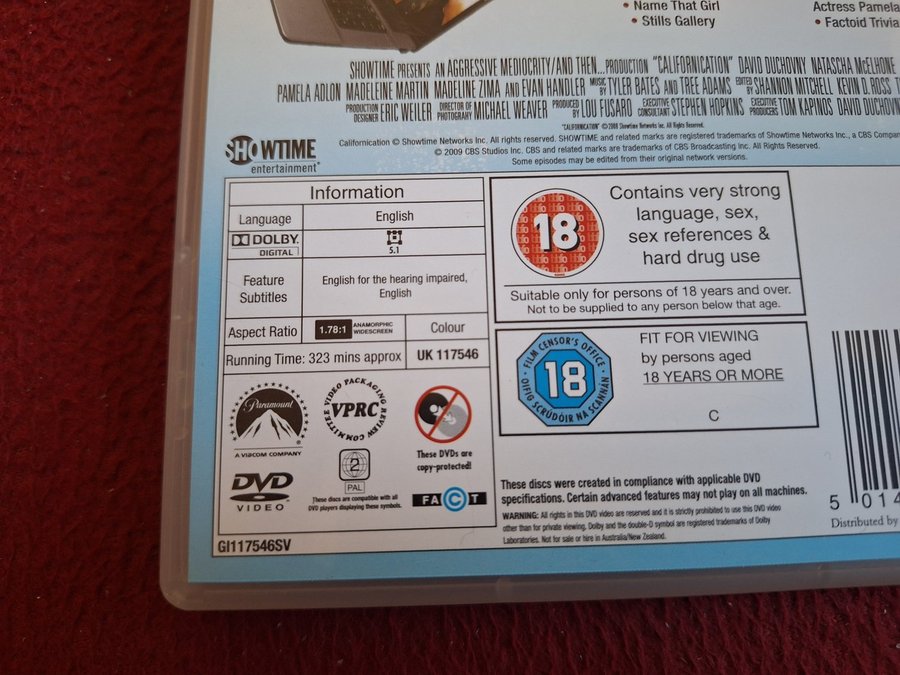 • Name That Girl
• Stills Gallery
Actress Pamela
• Factoid Trivia
SHOWTIME PRESENTS AN AGGRESSIVE MEDIOCRITY/AND THEN... PRODUCTION "CALIFORNICATION" DAVID DUCHOVNY NATASCHA McELHONE
PAMELA ADLON MADELEINE MARTIN MADELINE ZIMA AND EVAN HANDLER MUSIC BY TYLER BATES AND TREE ADAMS EDITED BY SHANNON MITCHELL KEVIN D. ROSS
PRODUCTION DESIGNER ERIC WEILER DIRECTOR OF PHOTOGRAHY MICHAEL WEAVER PRODUCED BY LOU FUSARO EXECUTIVE CONSULTANT STEPHEN HOPKINS EXECUTIVE PRODUCERS TOM KAPINOS DAVID DUCHOVNY
"CALIFORNICATION" © 2008 Showtime Networks Inc. All Rights Reserved.
SHOWTIME
entertainment
Californication © Showtime Networks Inc. All rights reserved. SHOWTIME and related marks are registered trademarks of Showtime Networks Inc., a CBS Compan
© 2009 CBS Studios Inc. CBS and related marks are trademarks of CBS Broadcasting Inc. All Rights Reserved.
Some episodes may be edited from their original network versions.
Information
Language English
DOLBY DIGITAL 5.1
Feature Subtitles English for the hearing impaired, English
Aspect Ratio 1.78:1 ANAMORPHIC WIDESCREEN Colour
Running Time: 323 mins approx UK 117546
Paramount
A VIACOM COMPANY
VIDEO PACKAGING REVIEW COMMITTEE
VPRC
These DVDs are
copy-protected!
DVD
VIDEO
2
PAL
These discs are compatible with all
DVD players displaying these symbols.
FACT
GI117546SV
18
Contains very strong
language, sex,
sex references &
hard drug use
Suitable only for persons of 18 years and over.
Not to be supplied to any person below that age.
· FILM CENSOR'S OFFICE ·
18
OIFIG SCRÚDÓIR NA SCANNÁN
FIT FOR VIEWING
by persons aged
18 YEARS OR MORE
C
These discs were created in compliance with applicable DVD
specifications. Certain advanced features may not play on all machines.
WARNING: All rights in this DVD video are reserved and it is strictly prohibited to use this DVD video
other than for private viewing. Dolby and the double-D symbol are registered trademarks of Dolby
Laboratories. Not for sale or hire in Australia/New Zealand.
5 014
Distributed by